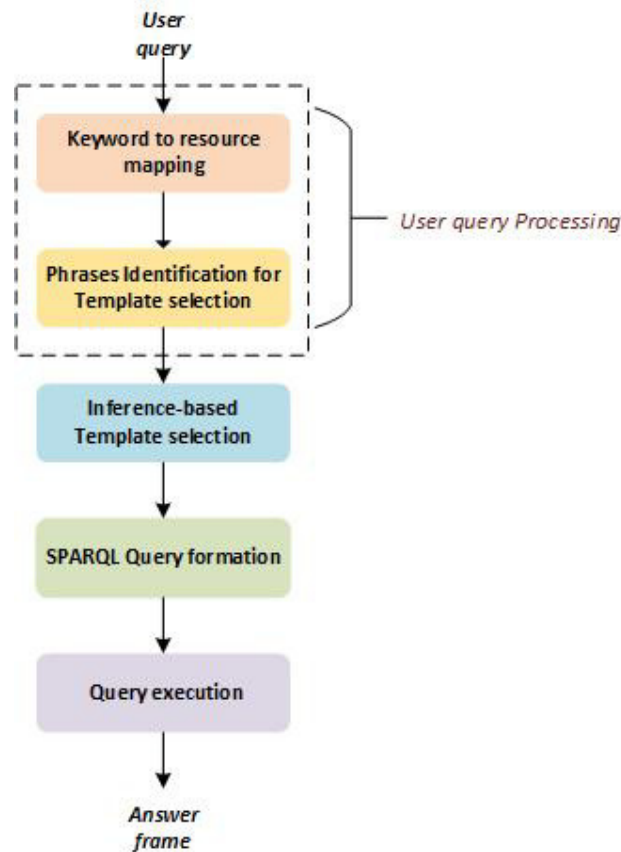 User
query
Keyword to resource
mapping
User query Processing
Phrases Identification for
Template selection
Inference-based
Template selection
SPARQL Query formation
Query execution
Answer
frame